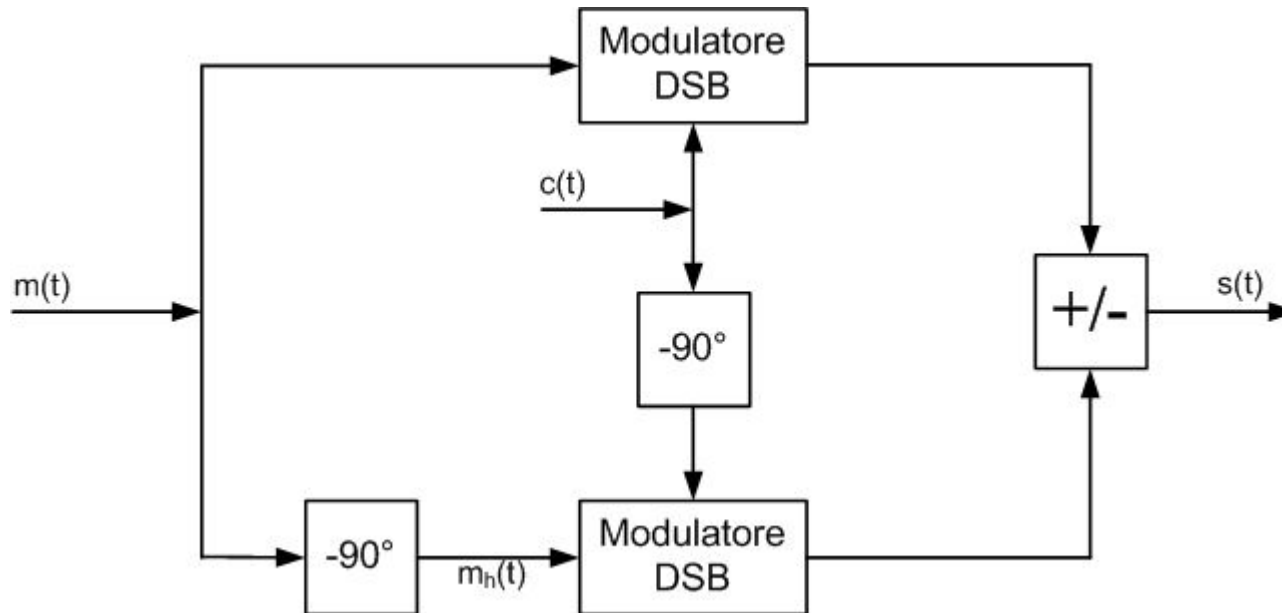 Modulatore
DSB
c(t)
m(t)
-90°
+/-
s(t)
-90°
mₕ(t)
Modulatore
DSB